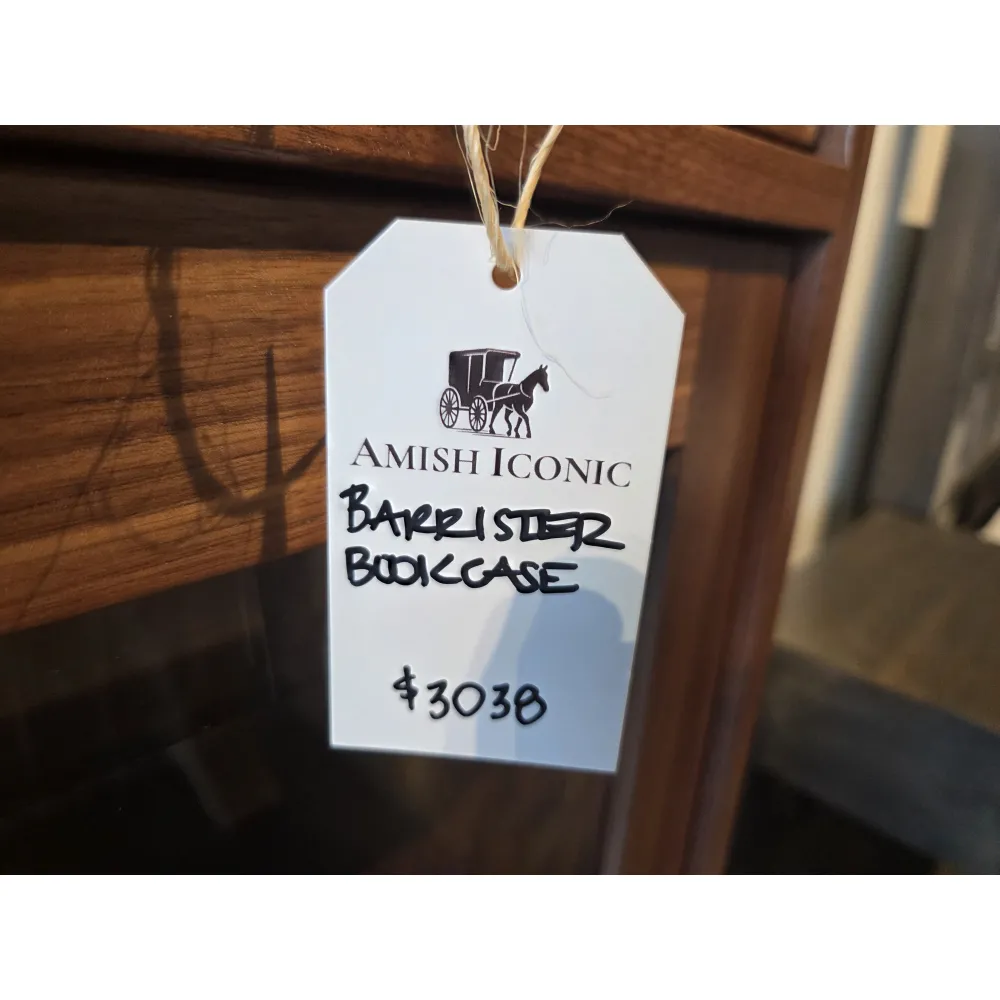 AMISH ICONIC
BARRISTER
BOOKCASE
$3038